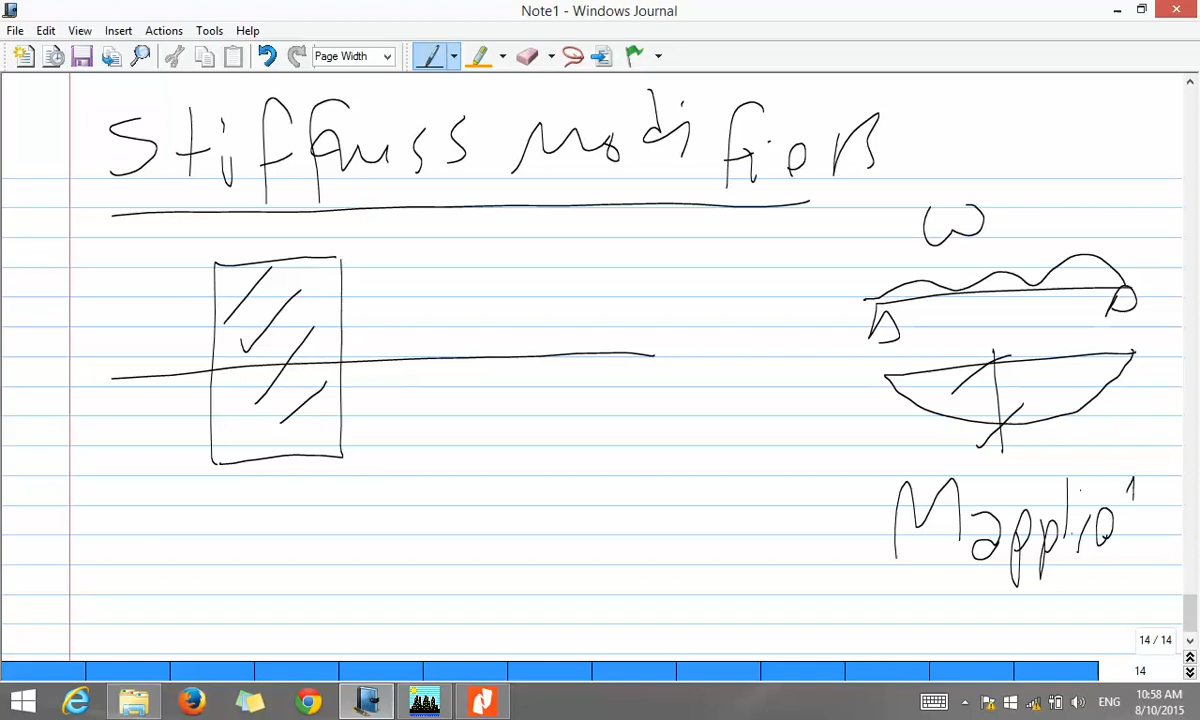 Note1 - Windows Journal
File Edit View Insert Actions Tools Help
Page Width
Stiffness Modifiers
ω
Mapplied
14 / 14
14
ENG
10:58 AM
8/10/2015